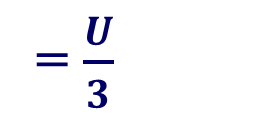 = U/3